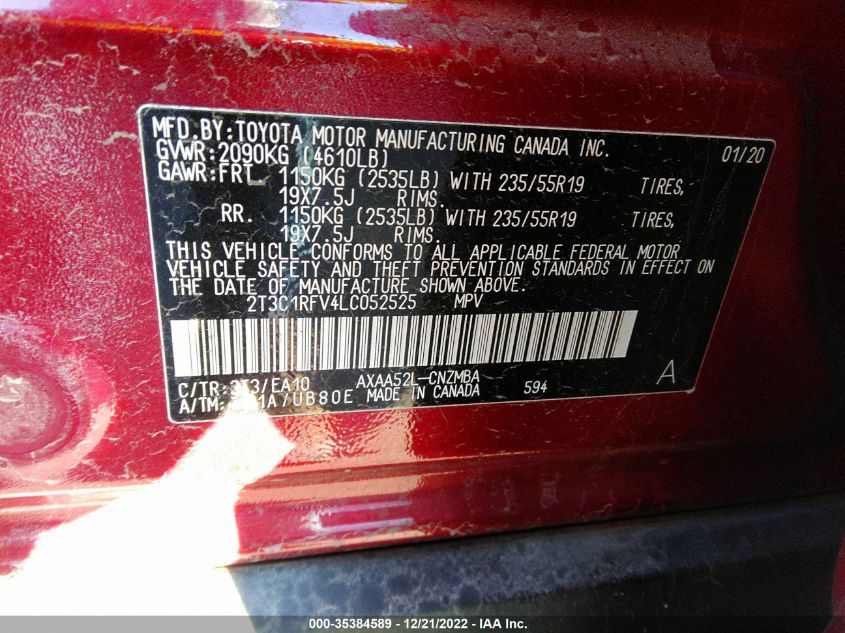 MFD.BY:TOYOTA MOTOR MANUFACTURING CANADA INC. 01/20
GVWR:2090KG (4610LB)
GAWR:FRT 1150KG (2535LB) WITH 235/55R19 TIRES,
19X7.5J RIMS.
RR. 1150KG (2535LB) WITH 235/55R19 TIRES,
19X7.5J RIMS.
THIS VEHICLE CONFORMS TO ALL APPLICABLE FEDERAL MOTOR
VEHICLE SAFETY AND THEFT PREVENTION STANDARDS IN EFFECT ON
THE DATE OF MANUFACTURE SHOWN ABOVE.
2T3C1RFV4LC052525 MPV
C/TR: /EA10 AXAA52L-CNZMBA A
A/TM: /UB80E MADE IN CANADA 594
000-35384589 - 12/21/2022 - IAA Inc.